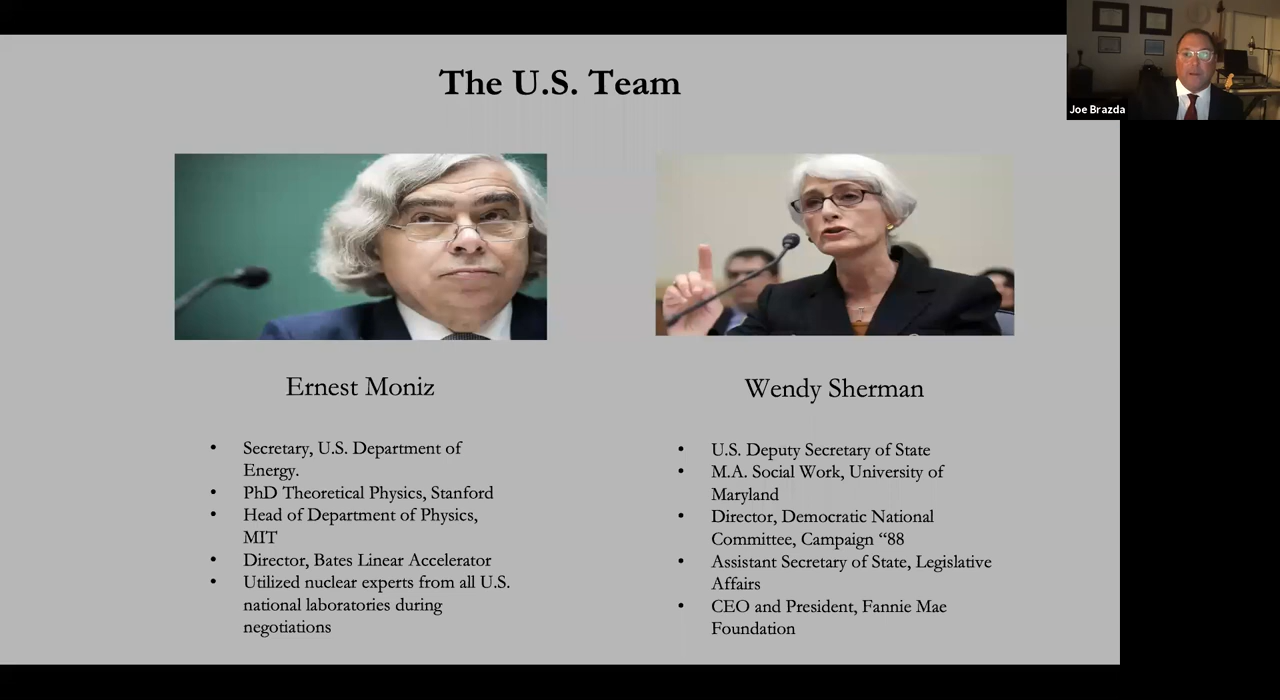 The U.S. Team
Joe Brazda
Ernest Moniz
• Secretary, U.S. Department of
Energy.
• PhD Theoretical Physics, Stanford
• Head of Department of Physics,
MIT
• Director, Bates Linear Accelerator
• Utilized nuclear experts from all U.S.
national laboratories during
negotiations
Wendy Sherman
• U.S. Deputy Secretary of State
• M.A. Social Work, University of
Maryland
• Director, Democratic National
Committee, Campaign “88
• Assistant Secretary of State, Legislative
Affairs
• CEO and President, Fannie Mae
Foundation